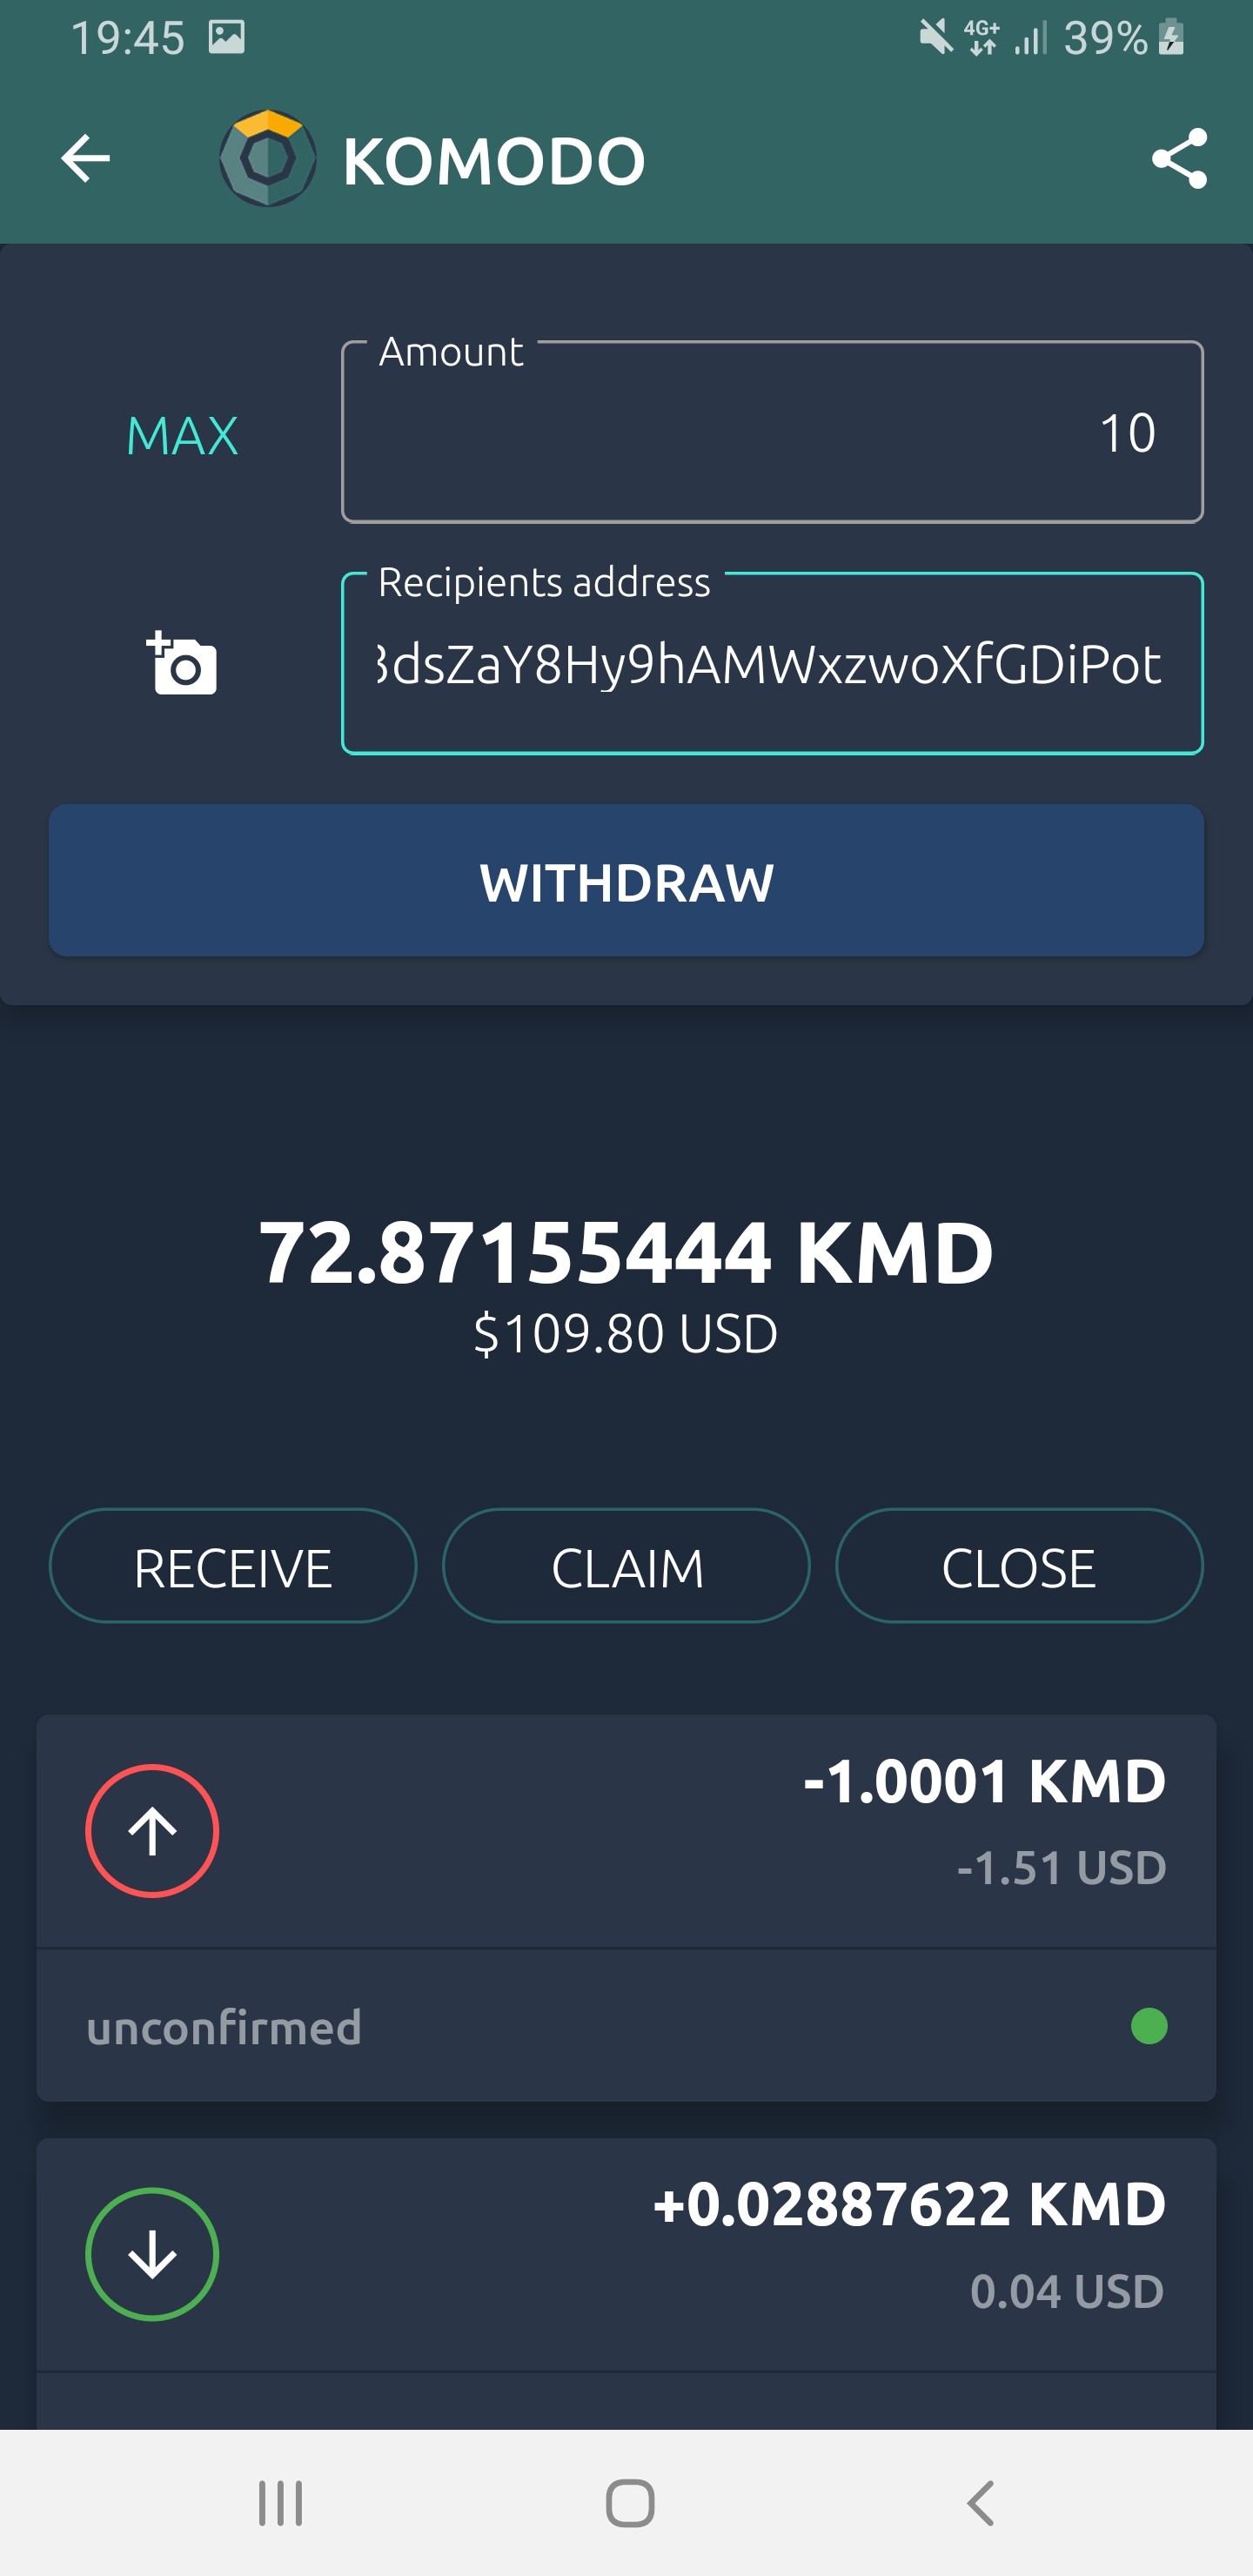 19:45 4G+ 39%
KOMODO
Amount
MAX 10
Recipients address
3dsZaY8Hy9hAMWxzwoXfGDiPot
WITHDRAW
72.87155444 KMD
$109.80 USD
RECEIVE CLAIM CLOSE
-1.0001 KMD
-1.51 USD
unconfirmed
+0.02887622 KMD
0.04 USD